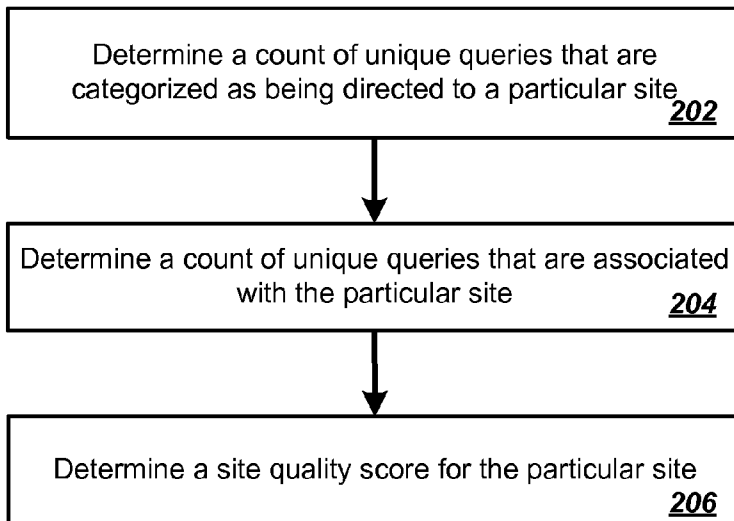 Determine a count of unique queries that are
categorized as being directed to a particular site
202
Determine a count of unique queries that are associated
with the particular site
204
Determine a site quality score for the particular site
206